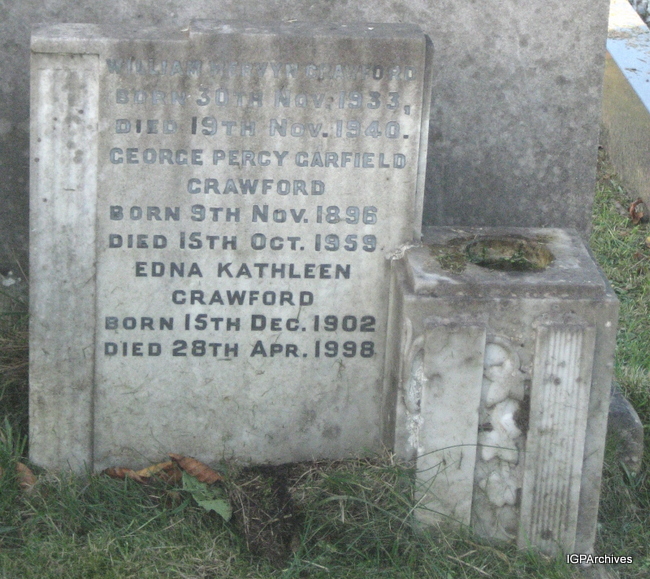 WILLIAM MERVYN CRAWFORD
BORN 30TH NOV. 1933,
DIED 19TH NOV. 1940.
GEORGE PERCY GARFIELD
CRAWFORD
BORN 9TH NOV. 1896
DIED 15TH OCT. 1959
EDNA KATHLEEN
CRAWFORD
BORN 15TH DEC. 1902
DIED 28TH APR. 1998
IGPArchives